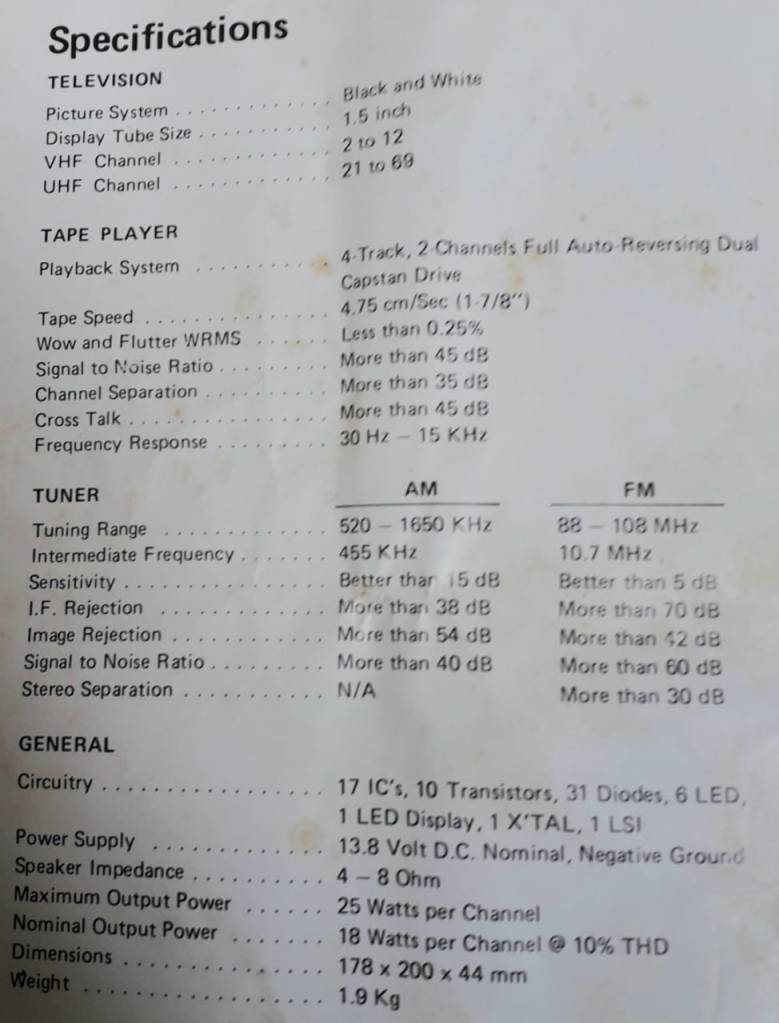 Specifications
TELEVISION
Picture System . . . . . . . . . . . . . Black and White
Display Tube Size . . . . . . . . . . . 1.5 inch
VHF Channel . . . . . . . . . . . . . 2 to 12
UHF Channel . . . . . . . . . . . . . 21 to 69
TAPE PLAYER
Playback System . . . . . . . . . . . 4-Track, 2-Channels Full Auto-Reversing Dual
Capstan Drive
Tape Speed . . . . . . . . . . . . . . . 4.75 cm/Sec (1-7/8'')
Wow and Flutter WRMS . . . . . . Less than 0.25%
Signal to Noise Ratio . . . . . . . . . More than 45 dB
Channel Separation . . . . . . . . . . More than 35 dB
Cross Talk . . . . . . . . . . . . . . . . More than 45 dB
Frequency Response . . . . . . . . . 30 Hz – 15 KHz
TUNER AM FM
Tuning Range . . . . . . . . . . . . . 520 – 1650 KHz 88 – 108 MHz
Intermediate Frequency . . . . . . . 455 KHz 10.7 MHz
Sensitivity . . . . . . . . . . . . . . . . Better than 15 dB Better than 5 dB
I.F. Rejection . . . . . . . . . . . . . More than 38 dB More than 70 dB
Image Rejection . . . . . . . . . . . . More than 54 dB More than 42 dB
Signal to Noise Ratio . . . . . . . . . More than 40 dB More than 60 dB
Stereo Separation . . . . . . . . . . . N/A More than 30 dB
GENERAL
Circuitry . . . . . . . . . . . . . . . . . 17 IC's, 10 Transistors, 31 Diodes, 6 LED,
1 LED Display, 1 X'TAL, 1 LSI
Power Supply . . . . . . . . . . . . . 13.8 Volt D.C. Nominal, Negative Ground
Speaker Impedance . . . . . . . . . . 4 – 8 Ohm
Maximum Output Power . . . . . . 25 Watts per Channel
Nominal Output Power . . . . . . . 18 Watts per Channel @ 10% THD
Dimensions . . . . . . . . . . . . . . . 178 x 200 x 44 mm
Weight . . . . . . . . . . . . . . . . . . 1.9 Kg